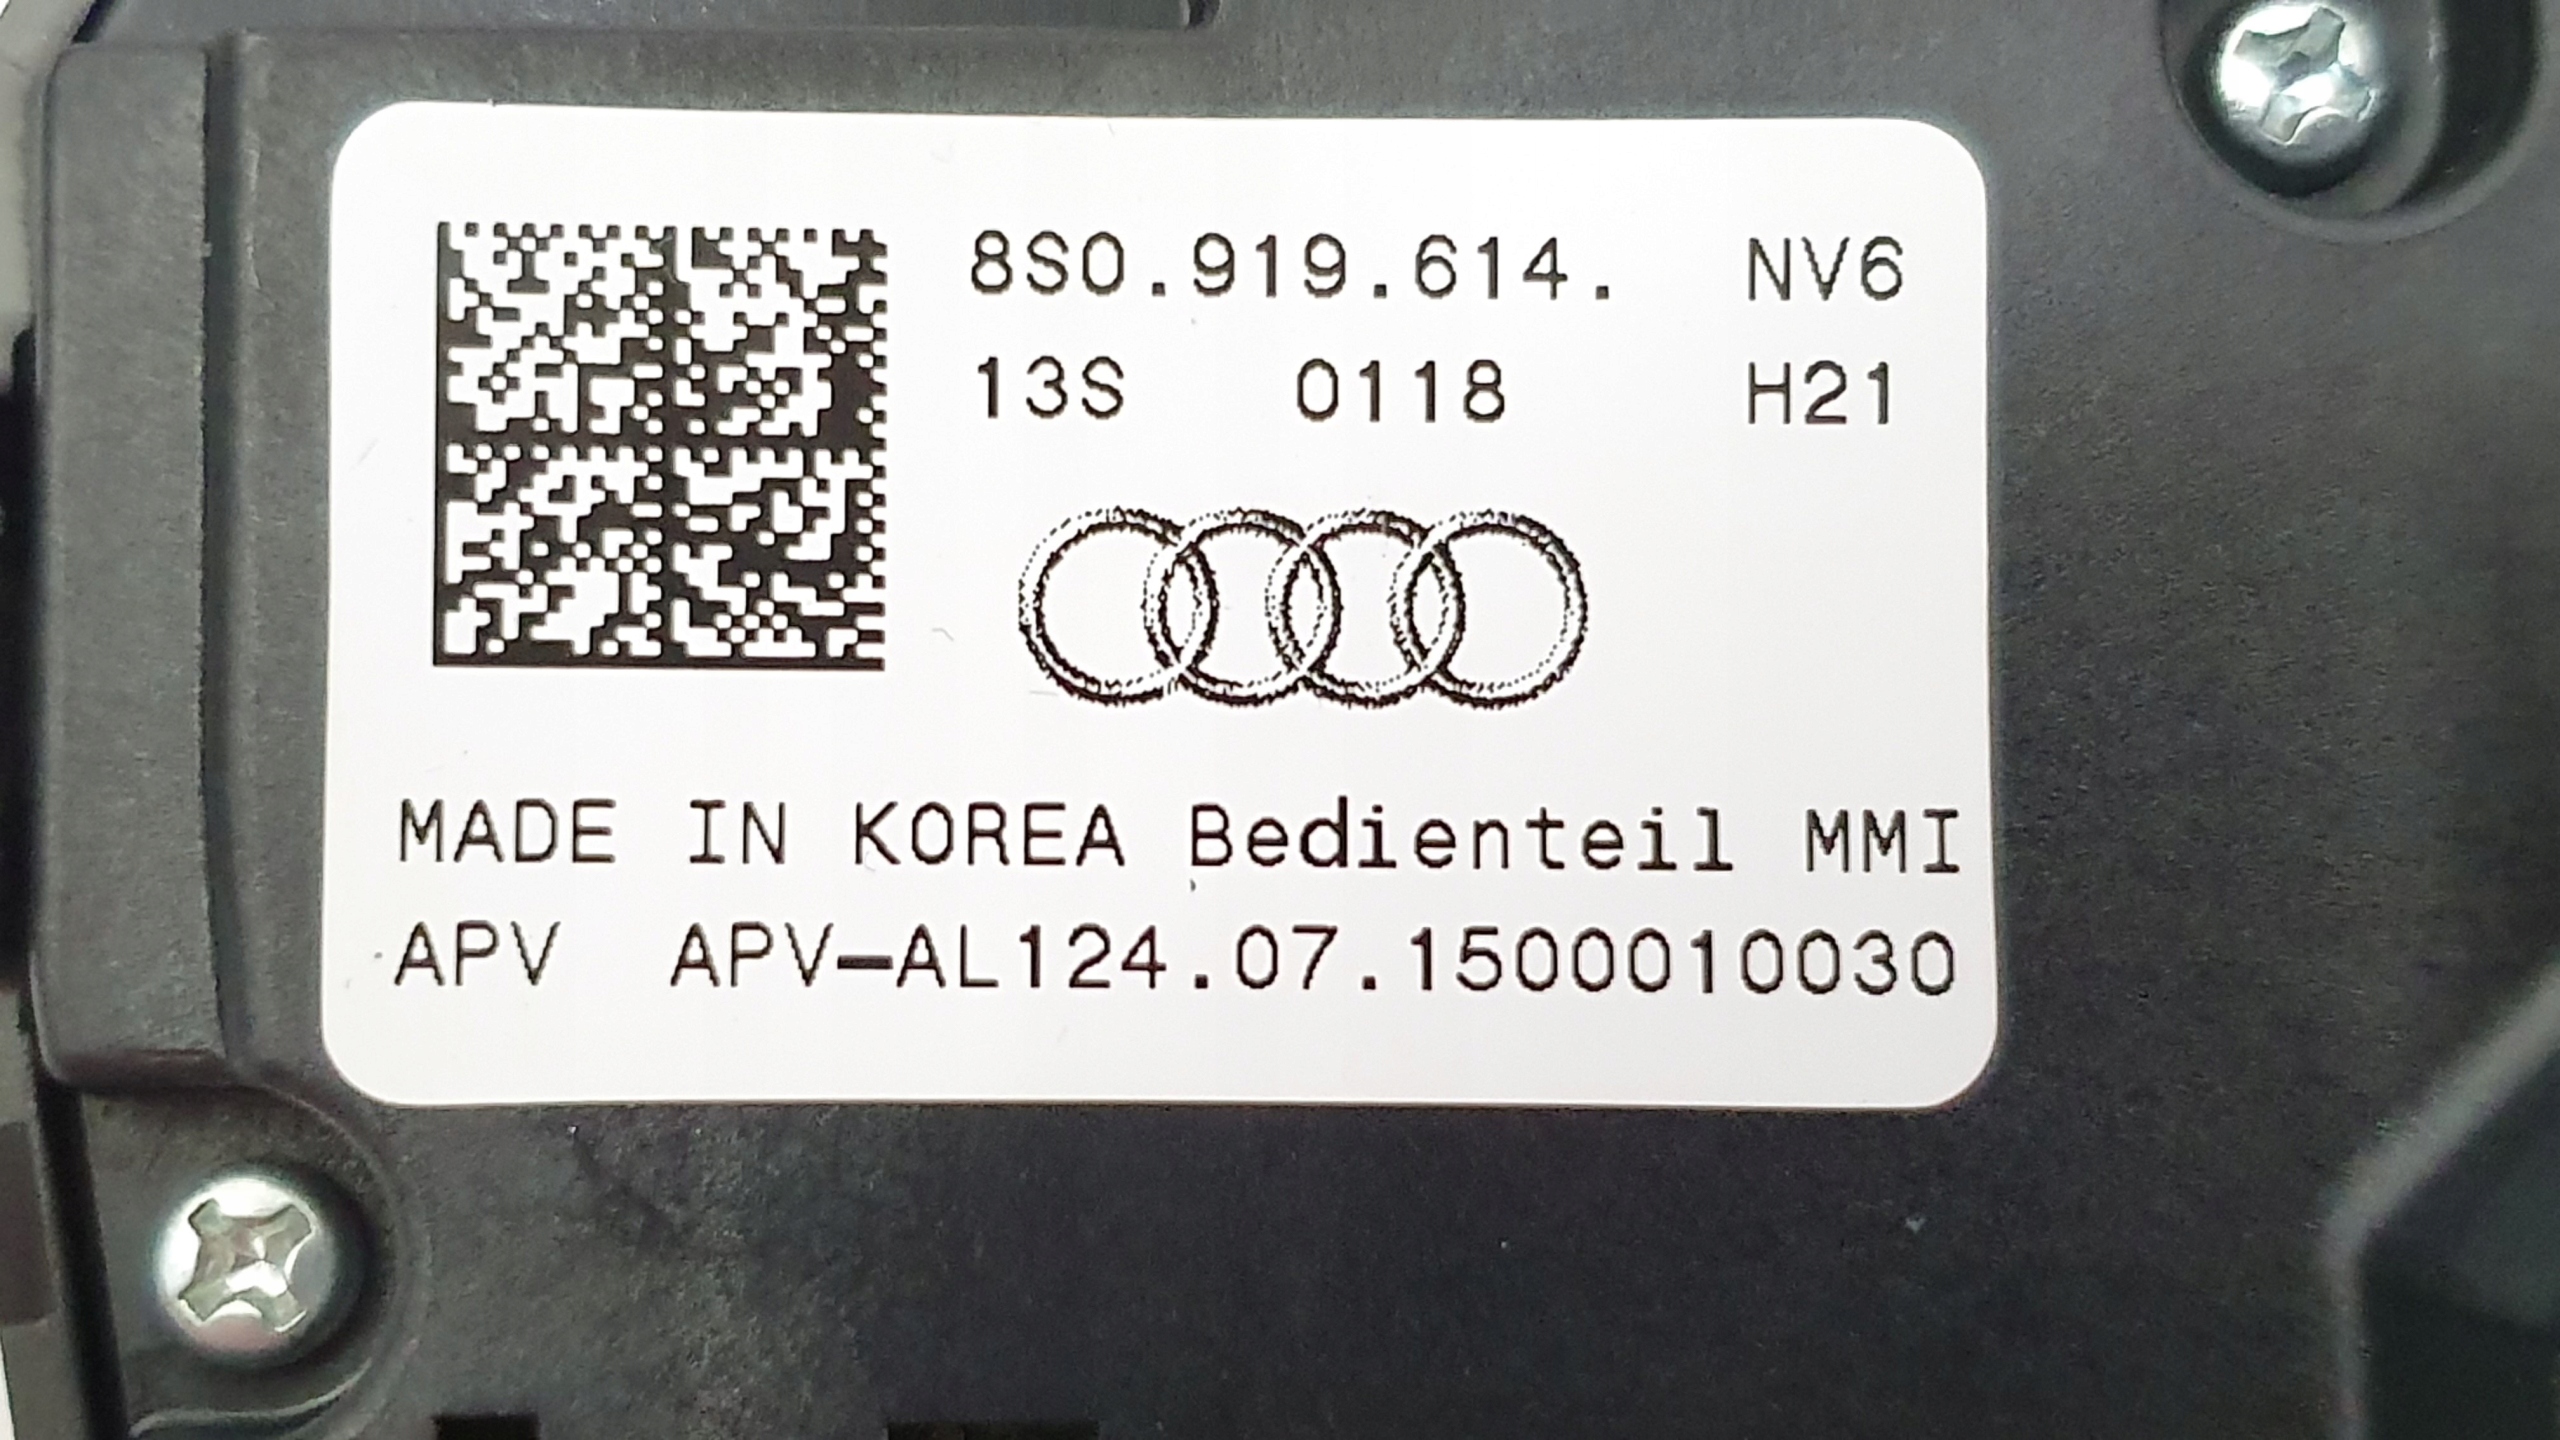 8S0.919.614. NV6
13S 0118 H21
MADE IN KOREA Bedienteil MMI
APV APV-AL124.07.1500010030